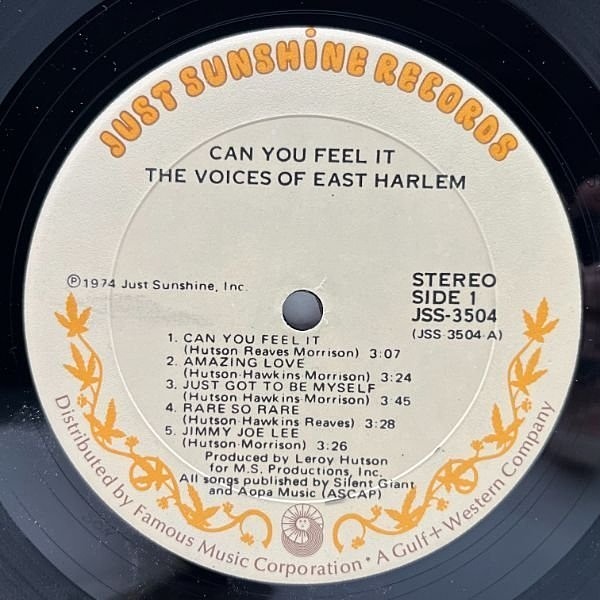 JUST SUNSHINE RECORDS
CAN YOU FEEL IT
THE VOICES OF EAST HARLEM
℗1974 Just Sunshine, Inc.
STEREO
SIDE 1
JSS-3504
(JSS-3504-A)
1. CAN YOU FEEL IT
(Hutson-Reaves-Morrison) 3:07
2. AMAZING LOVE
(Hutson-Hawkins-Morrison) 3:24
3. JUST GOT TO BE MYSELF
(Hutson-Hawkins-Morrison) 3:45
4. RARE SO RARE
(Hutson-Hawkins Reaves) 3:28
5. JIMMY JOE LEE
(Hutson-Morrison) 3:26
Produced by Leroy Hutson
for M.S. Productions, Inc.
All songs published by Silent Giant
and Aopa Music (ASCAP)
Distributed by Famous Music Corporation • A Gulf+Western Company